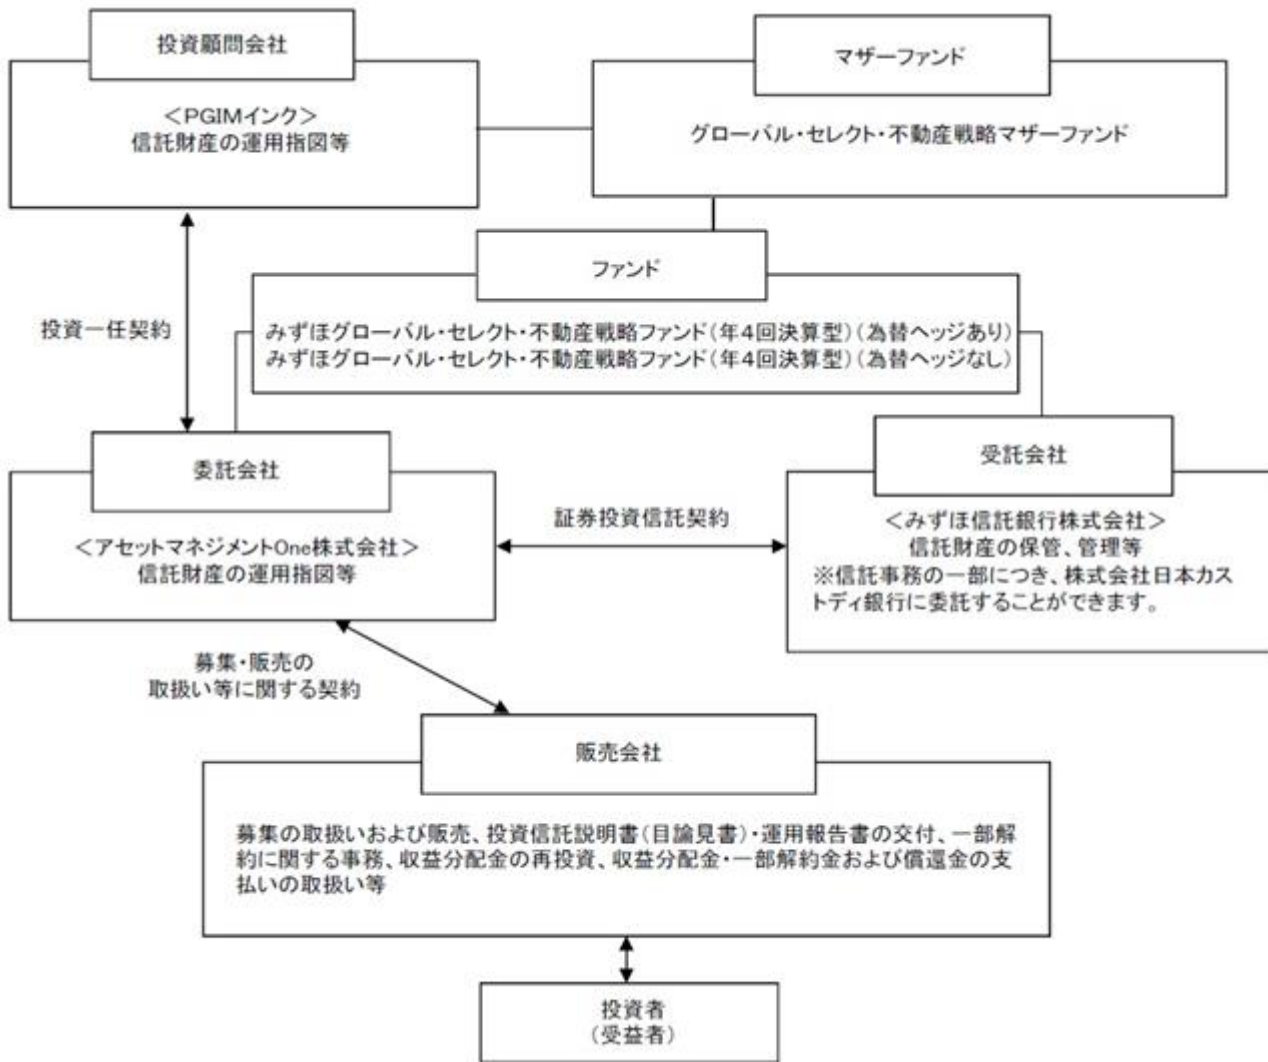 投資顧問会社
<PGIMインク>
信託財産の運用指図等
マザーファンド
グローバル・セレクト・不動産戦略マザーファンド
ファンド
みずほグローバル・セレクト・不動産戦略ファンド(年4回決算型)(為替ヘッジあり)
みずほグローバル・セレクト・不動産戦略ファンド(年4回決算型)(為替ヘッジなし)
投資一任契約
委託会社
<アセットマネジメントOne株式会社>
信託財産の運用指図等
証券投資信託契約
受託会社
<みずほ信託銀行株式会社>
信託財産の保管、管理等
※信託事務の一部につき、株式会社日本カス
トディ銀行に委託することができます。
募集・販売の
取扱い等に関する契約
販売会社
募集の取扱いおよび販売、投資信託説明書(目論見書)・運用報告書の交付、一部解
約に関する事務、収益分配金の再投資、収益分配金・一部解約金および償還金の支
払いの取扱い等
投資者
(受益者)